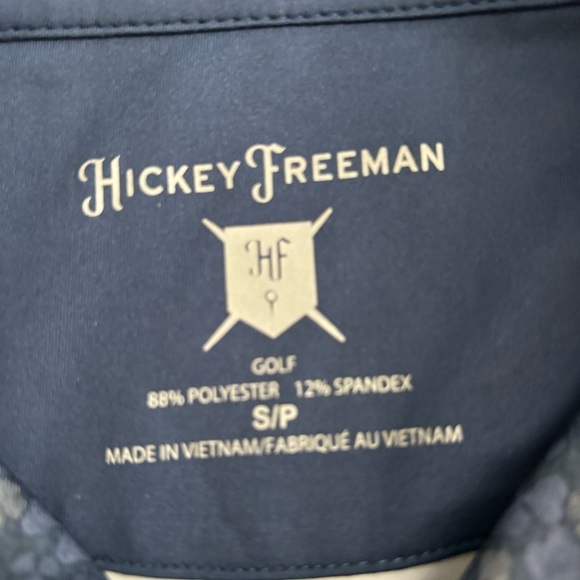 HICKEY FREEMAN
HF
GOLF
88% POLYESTER 12% SPANDEX
S/P
MADE IN VIETNAM/FABRIQUÉ AU VIETNAM